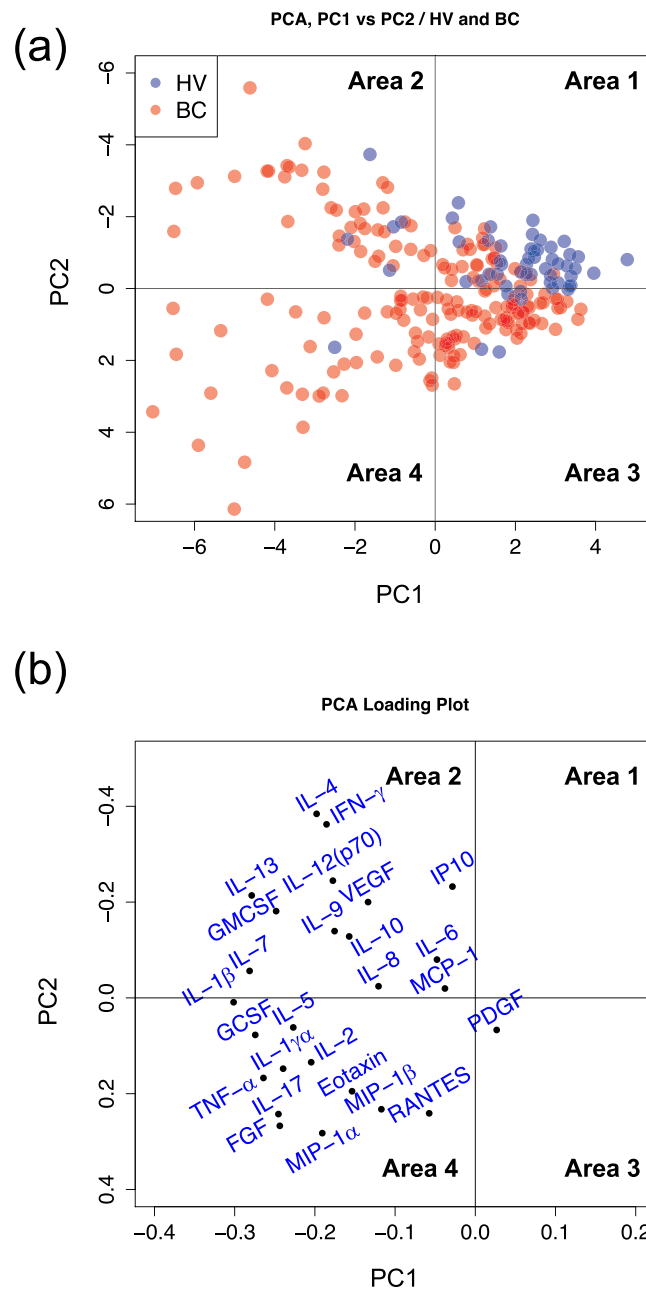 (a)
PCA, PC1 vs PC2 / HV and BC
HV
BC
Area 2
Area 1
Area 4
Area 3
PC2
−6
−4
−2
0
2
4
6
−6
−4
−2
0
2
4
PC1
(b)
PCA Loading Plot
Area 2
Area 1
IL−4
IFN−γ
IL−12(p70)
IL−13
GMCSF
VEGF
IP10
IL−9
IL−10
IL−7
IL−8
IL−6
MCP−1
IL−1β
GCSF
IL−5
PDGF
IL−1γα
IL−2
TNF−α
IL−17
Eotaxin
MIP−1β
RANTES
FGF
MIP−1α
Area 4
Area 3
PC2
−0.4
−0.2
0.0
0.2
0.4
−0.4
−0.3
−0.2
−0.1
0.0
0.1
0.2
PC1